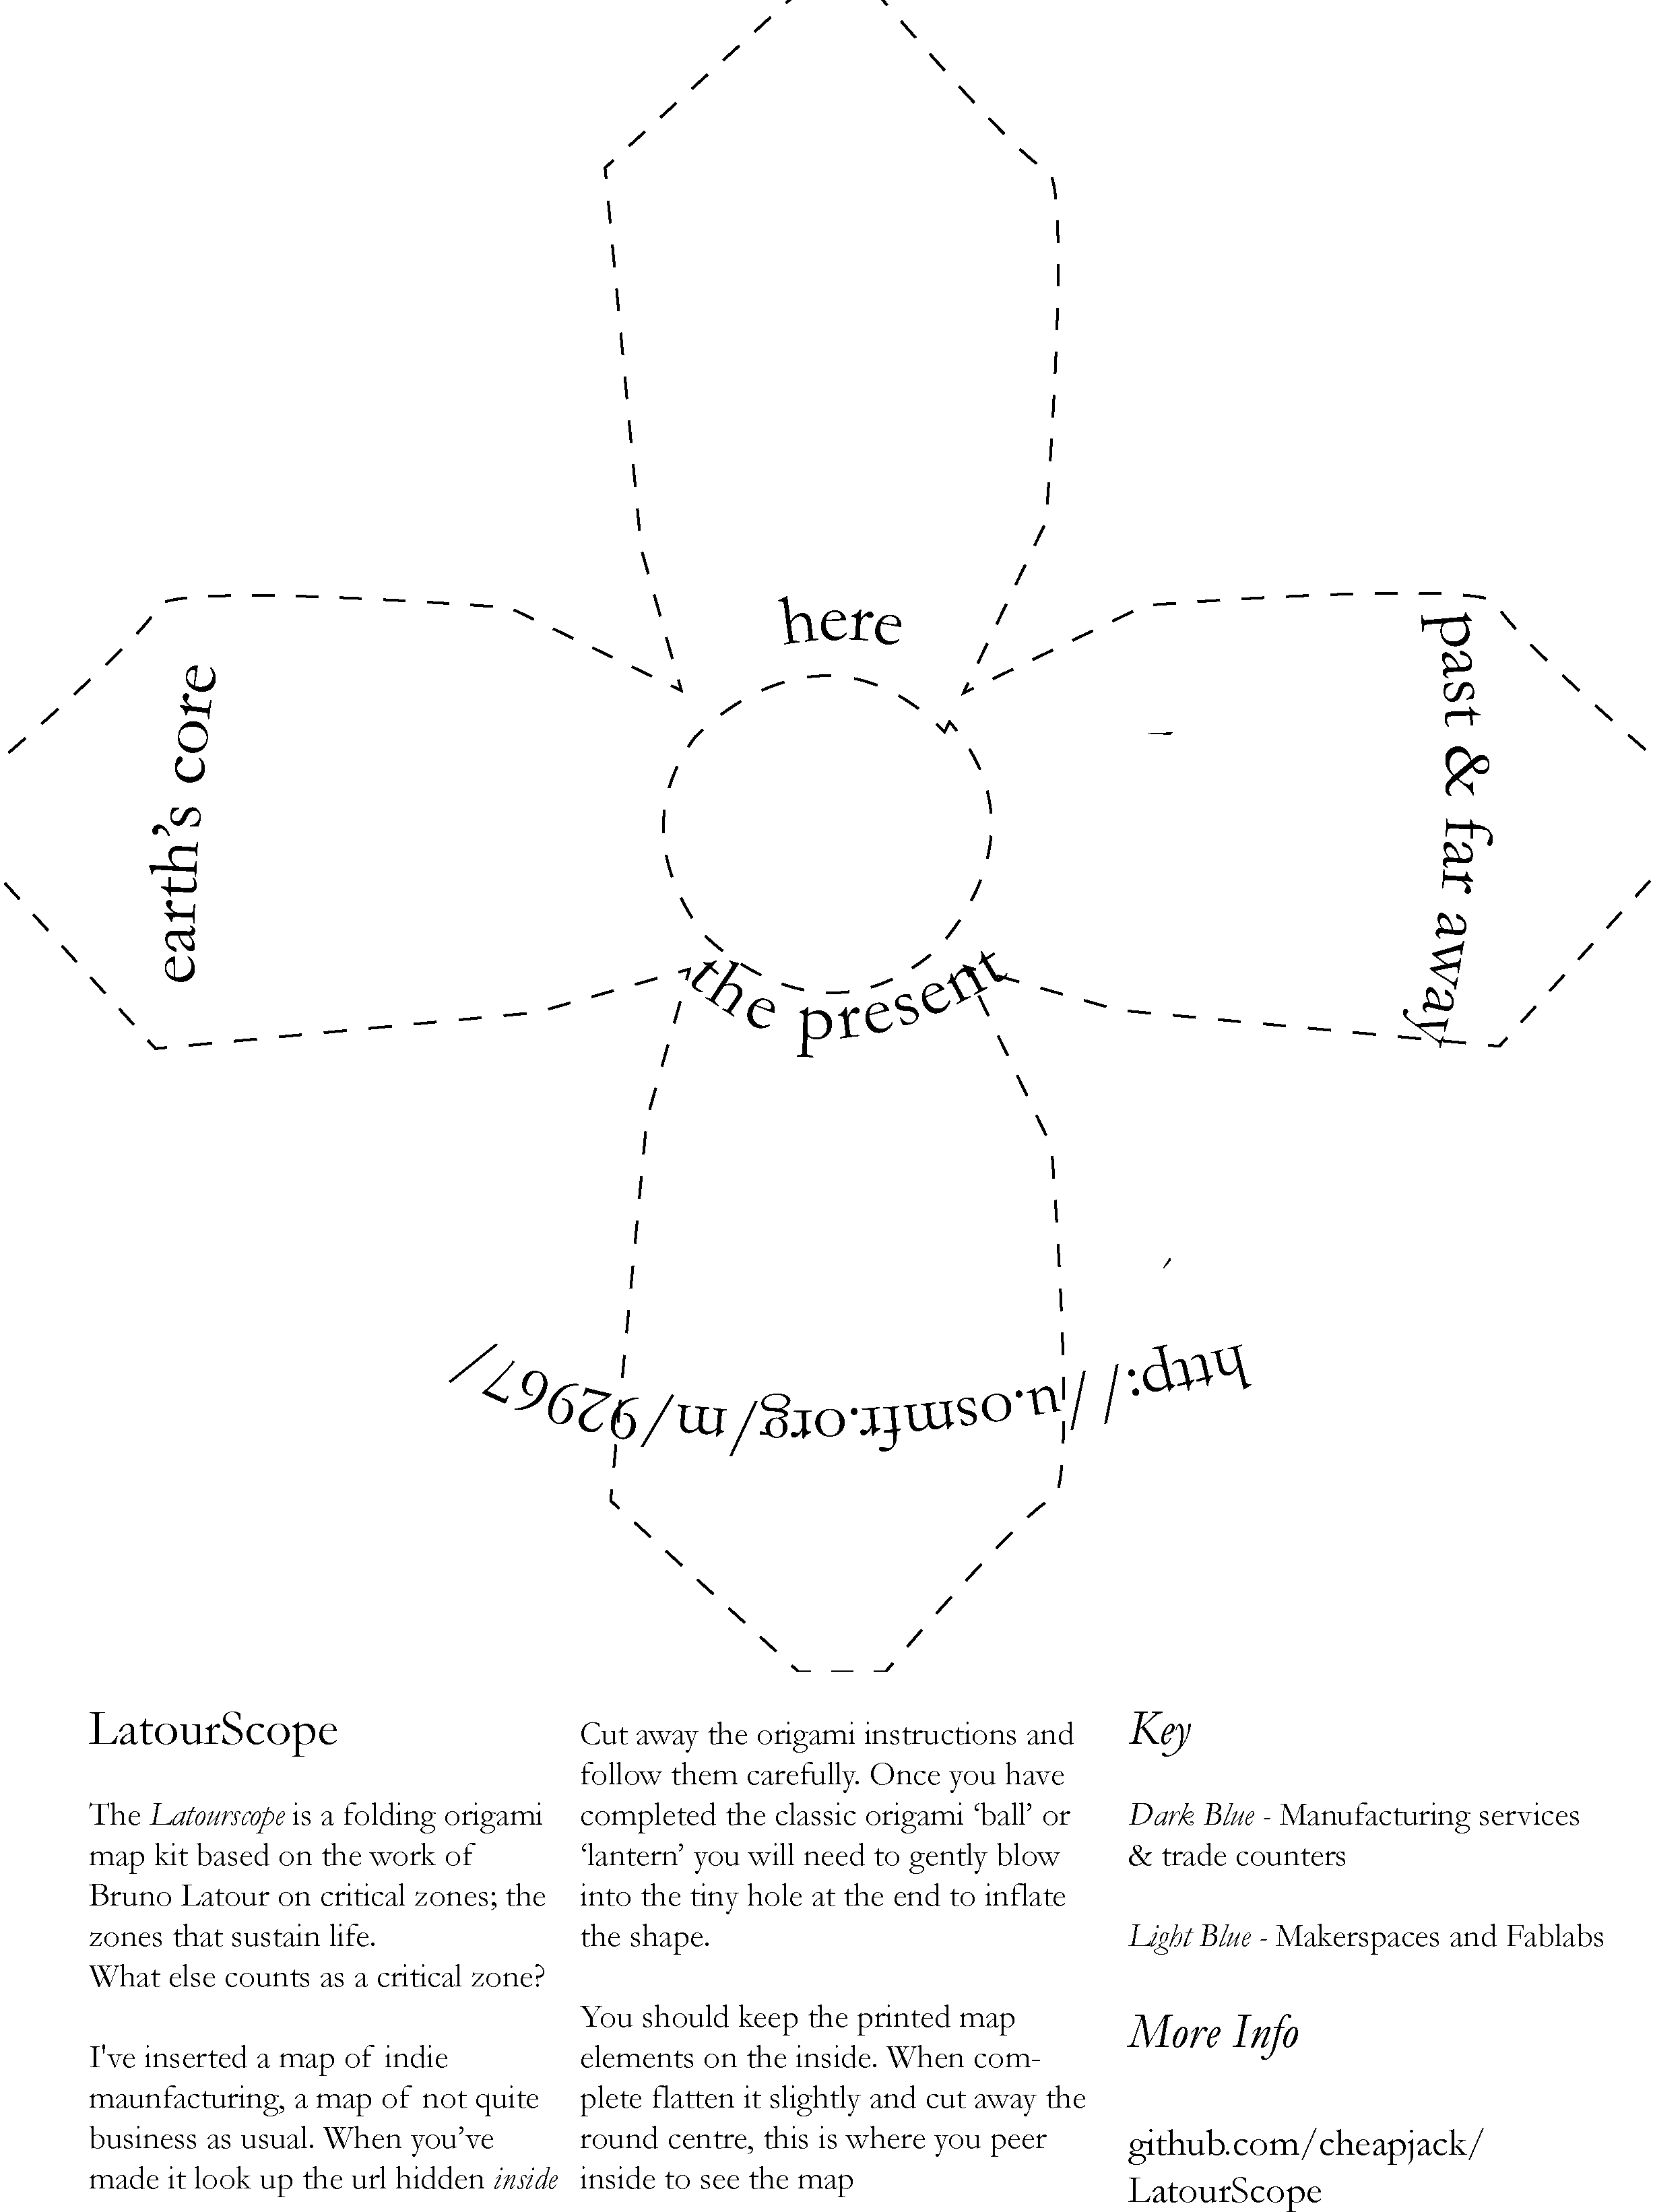 here
earth's core
past & far away
the present
http://u.osmfr.org/m/92967/
LatourScope
The Latourscope is a folding origami
map kit based on the work of
Bruno Latour on critical zones; the
zones that sustain life.
What else counts as a critical zone?
I've inserted a map of indie
maunfacturing, a map of not quite
business as usual. When you've
made it look up the url hidden inside
Cut away the origami instructions and
follow them carefully. Once you have
completed the classic origami ‘ball’ or
‘lantern’ you will need to gently blow
into the tiny hole at the end to inflate
the shape.
You should keep the printed map
elements on the inside. When com-
plete flatten it slightly and cut away the
round centre, this is where you peer
inside to see the map
Key
Dark Blue - Manufacturing services
& trade counters
Light Blue - Makerspaces and Fablabs
More Info
github.com/cheapjack/
LatourScope